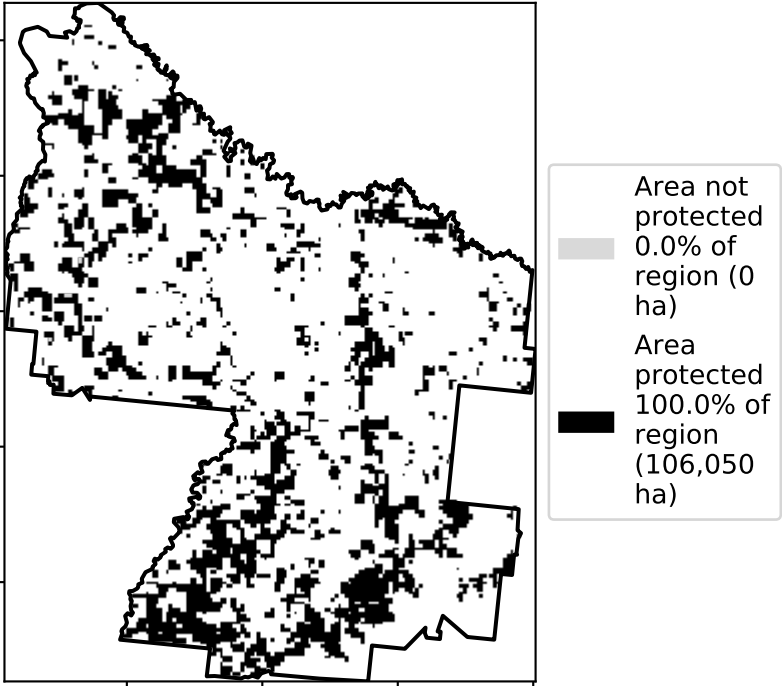 Area not
protected
0.0% of
region (0
ha)
Area
protected
100.0% of
region
(106,050
ha)